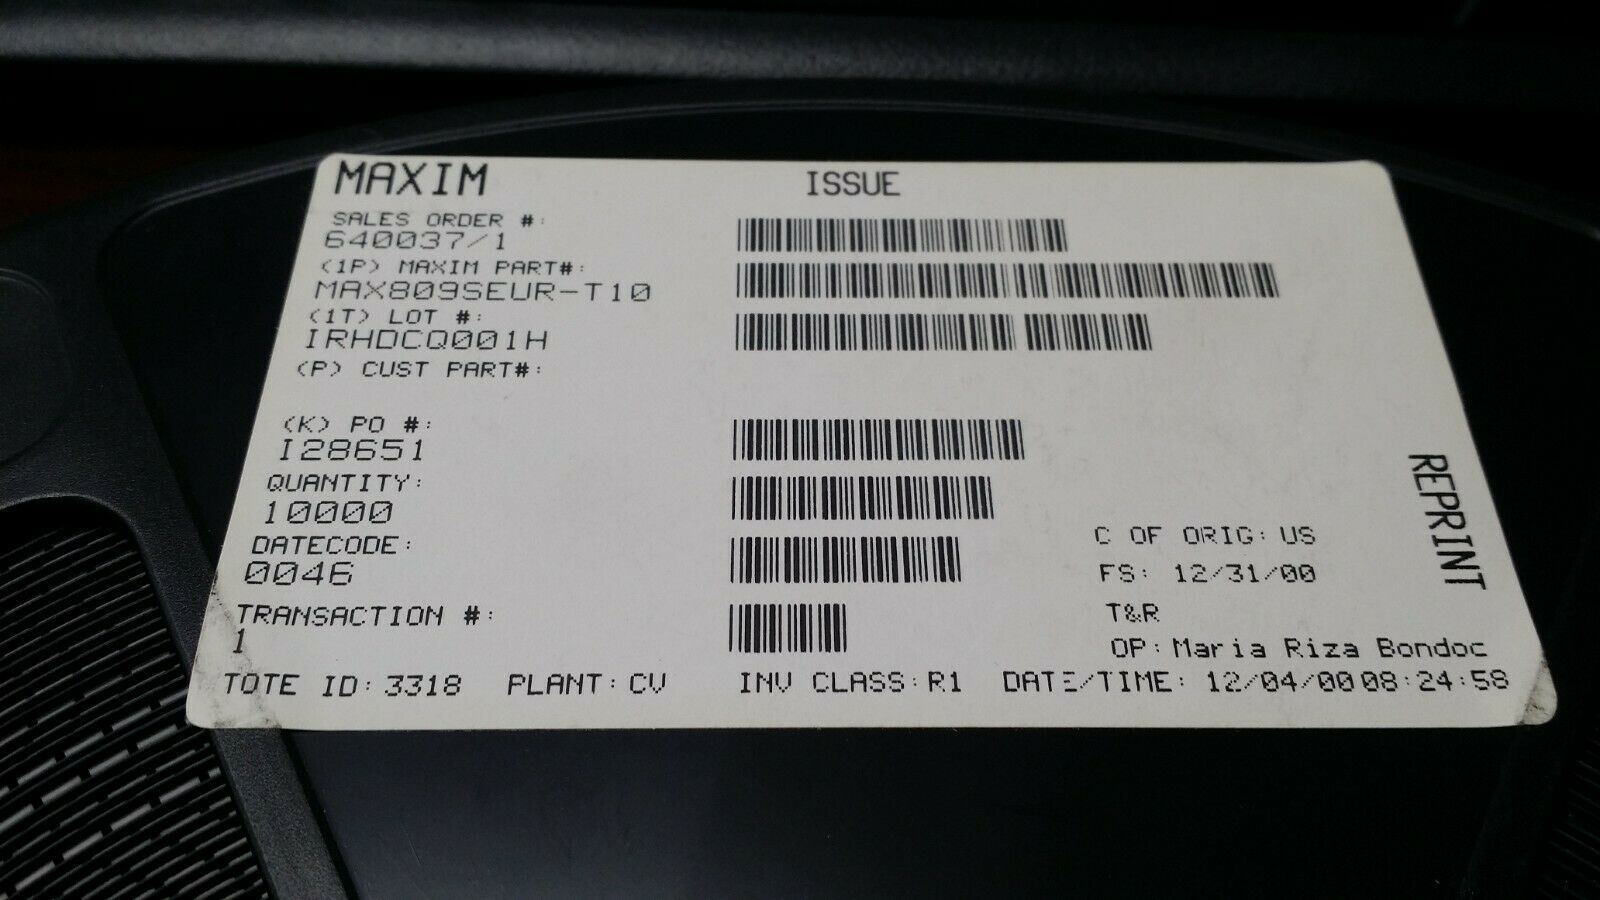 MAXIM ISSUE
SALES ORDER #:
640037/1
(1P) MAXIM PART#:
MAX809SEUR-T10
(1T) LOT #:
IRHDCQ001H
(P) CUST PART#:
(K) PO #:
I28651
QUANTITY:
10000
DATECODE:
0046
TRANSACTION #:
1
C OF ORIG: US
FS: 12/31/00
T&R
OP: Maria Riza Bondoc
TOTE ID: 3318 PLANT: CV INV CLASS: R1 DATE/TIME: 12/04/00 08:24:58
REPRINT